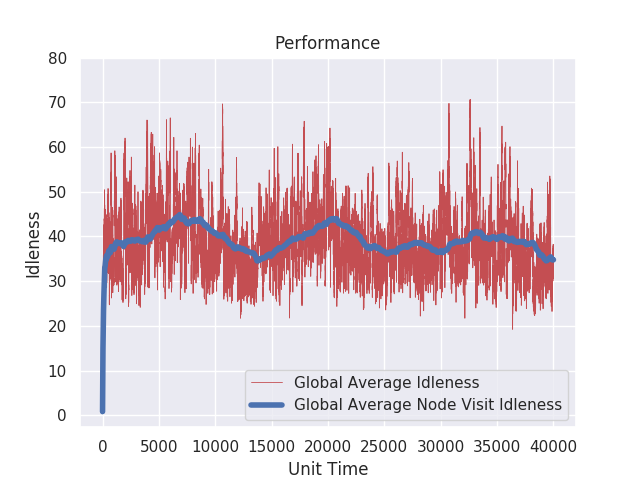 Performance
80
70
60
50
40
30
20
10
0
Idleness
Global Average Idleness
Global Average Node Visit Idleness
0 5000 10000 15000 20000 25000 30000 35000 40000
Unit Time